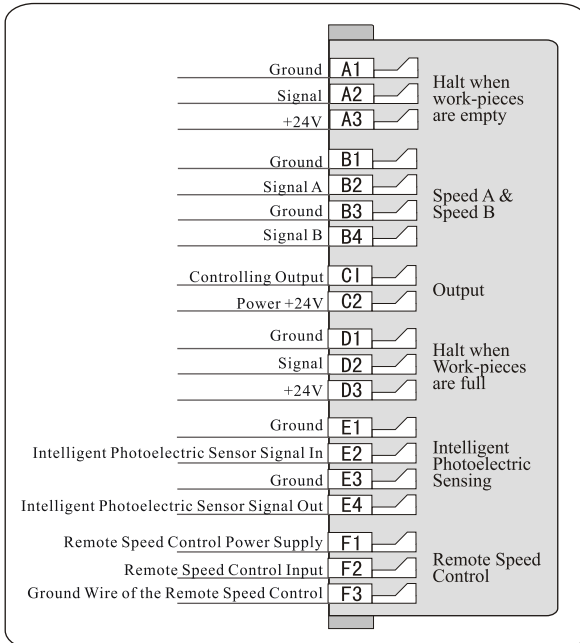 Ground A1
Signal A2
+24V A3
Halt when
work-pieces
are empty
Ground B1
Signal A B2
Ground B3
Signal B B4
Speed A &
Speed B
Controlling Output CI
Power +24V C2
Output
Ground D1
Signal D2
+24V D3
Halt when
Work-pieces
are full
Ground E1
Intelligent Photoelectric Sensor Signal In E2
Ground E3
Intelligent Photoelectric Sensor Signal Out E4
Intelligent
Photoelectric
Sensing
Remote Speed Control Power Supply F1
Remote Speed Control Input F2
Ground Wire of the Remote Speed Control F3
Remote Speed
Control